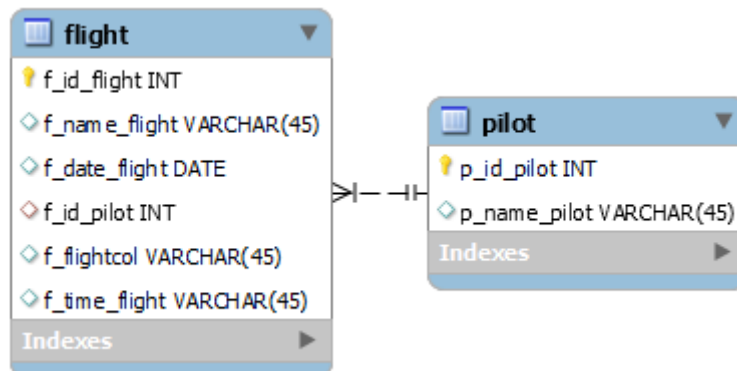 flight
f_id_flight INT
f_name_flight VARCHAR(45)
f_date_flight DATE
f_id_pilot INT
f_flightcol VARCHAR(45)
f_time_flight VARCHAR(45)
Indexes
pilot
p_id_pilot INT
p_name_pilot VARCHAR(45)
Indexes